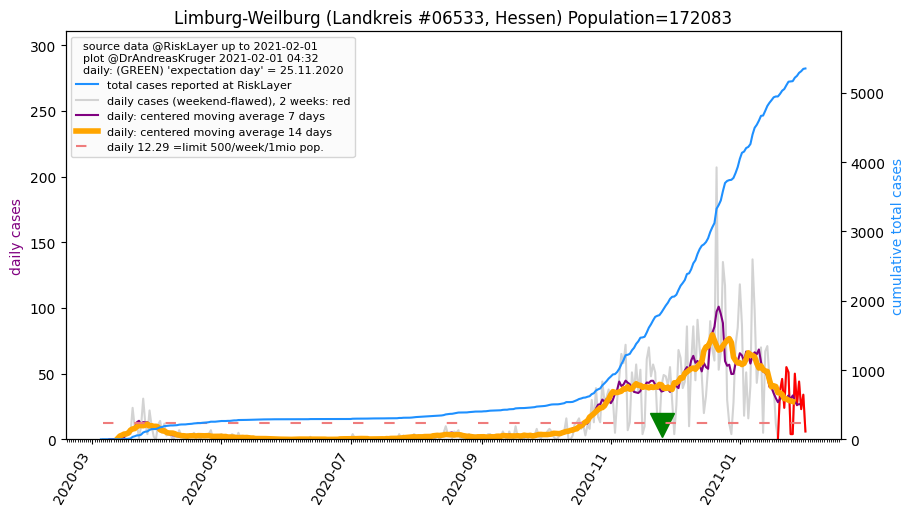 Limburg-Weilburg (Landkreis #06533, Hessen) Population=172083
source data @RiskLayer up to 2021-02-01
plot @DrAndreasKruger 2021-02-01 04:32
daily: (GREEN) 'expectation day' = 25.11.2020
total cases reported at RiskLayer
daily cases (weekend-flawed), 2 weeks: red
daily: centered moving average 7 days
daily: centered moving average 14 days
daily 12.29 =limit 500/week/1mio pop.
daily cases
300
250
200
150
100
50
0
cumulative total cases
5000
4000
3000
2000
1000
0
2020-03
2020-05
2020-07
2020-09
2020-11
2021-01